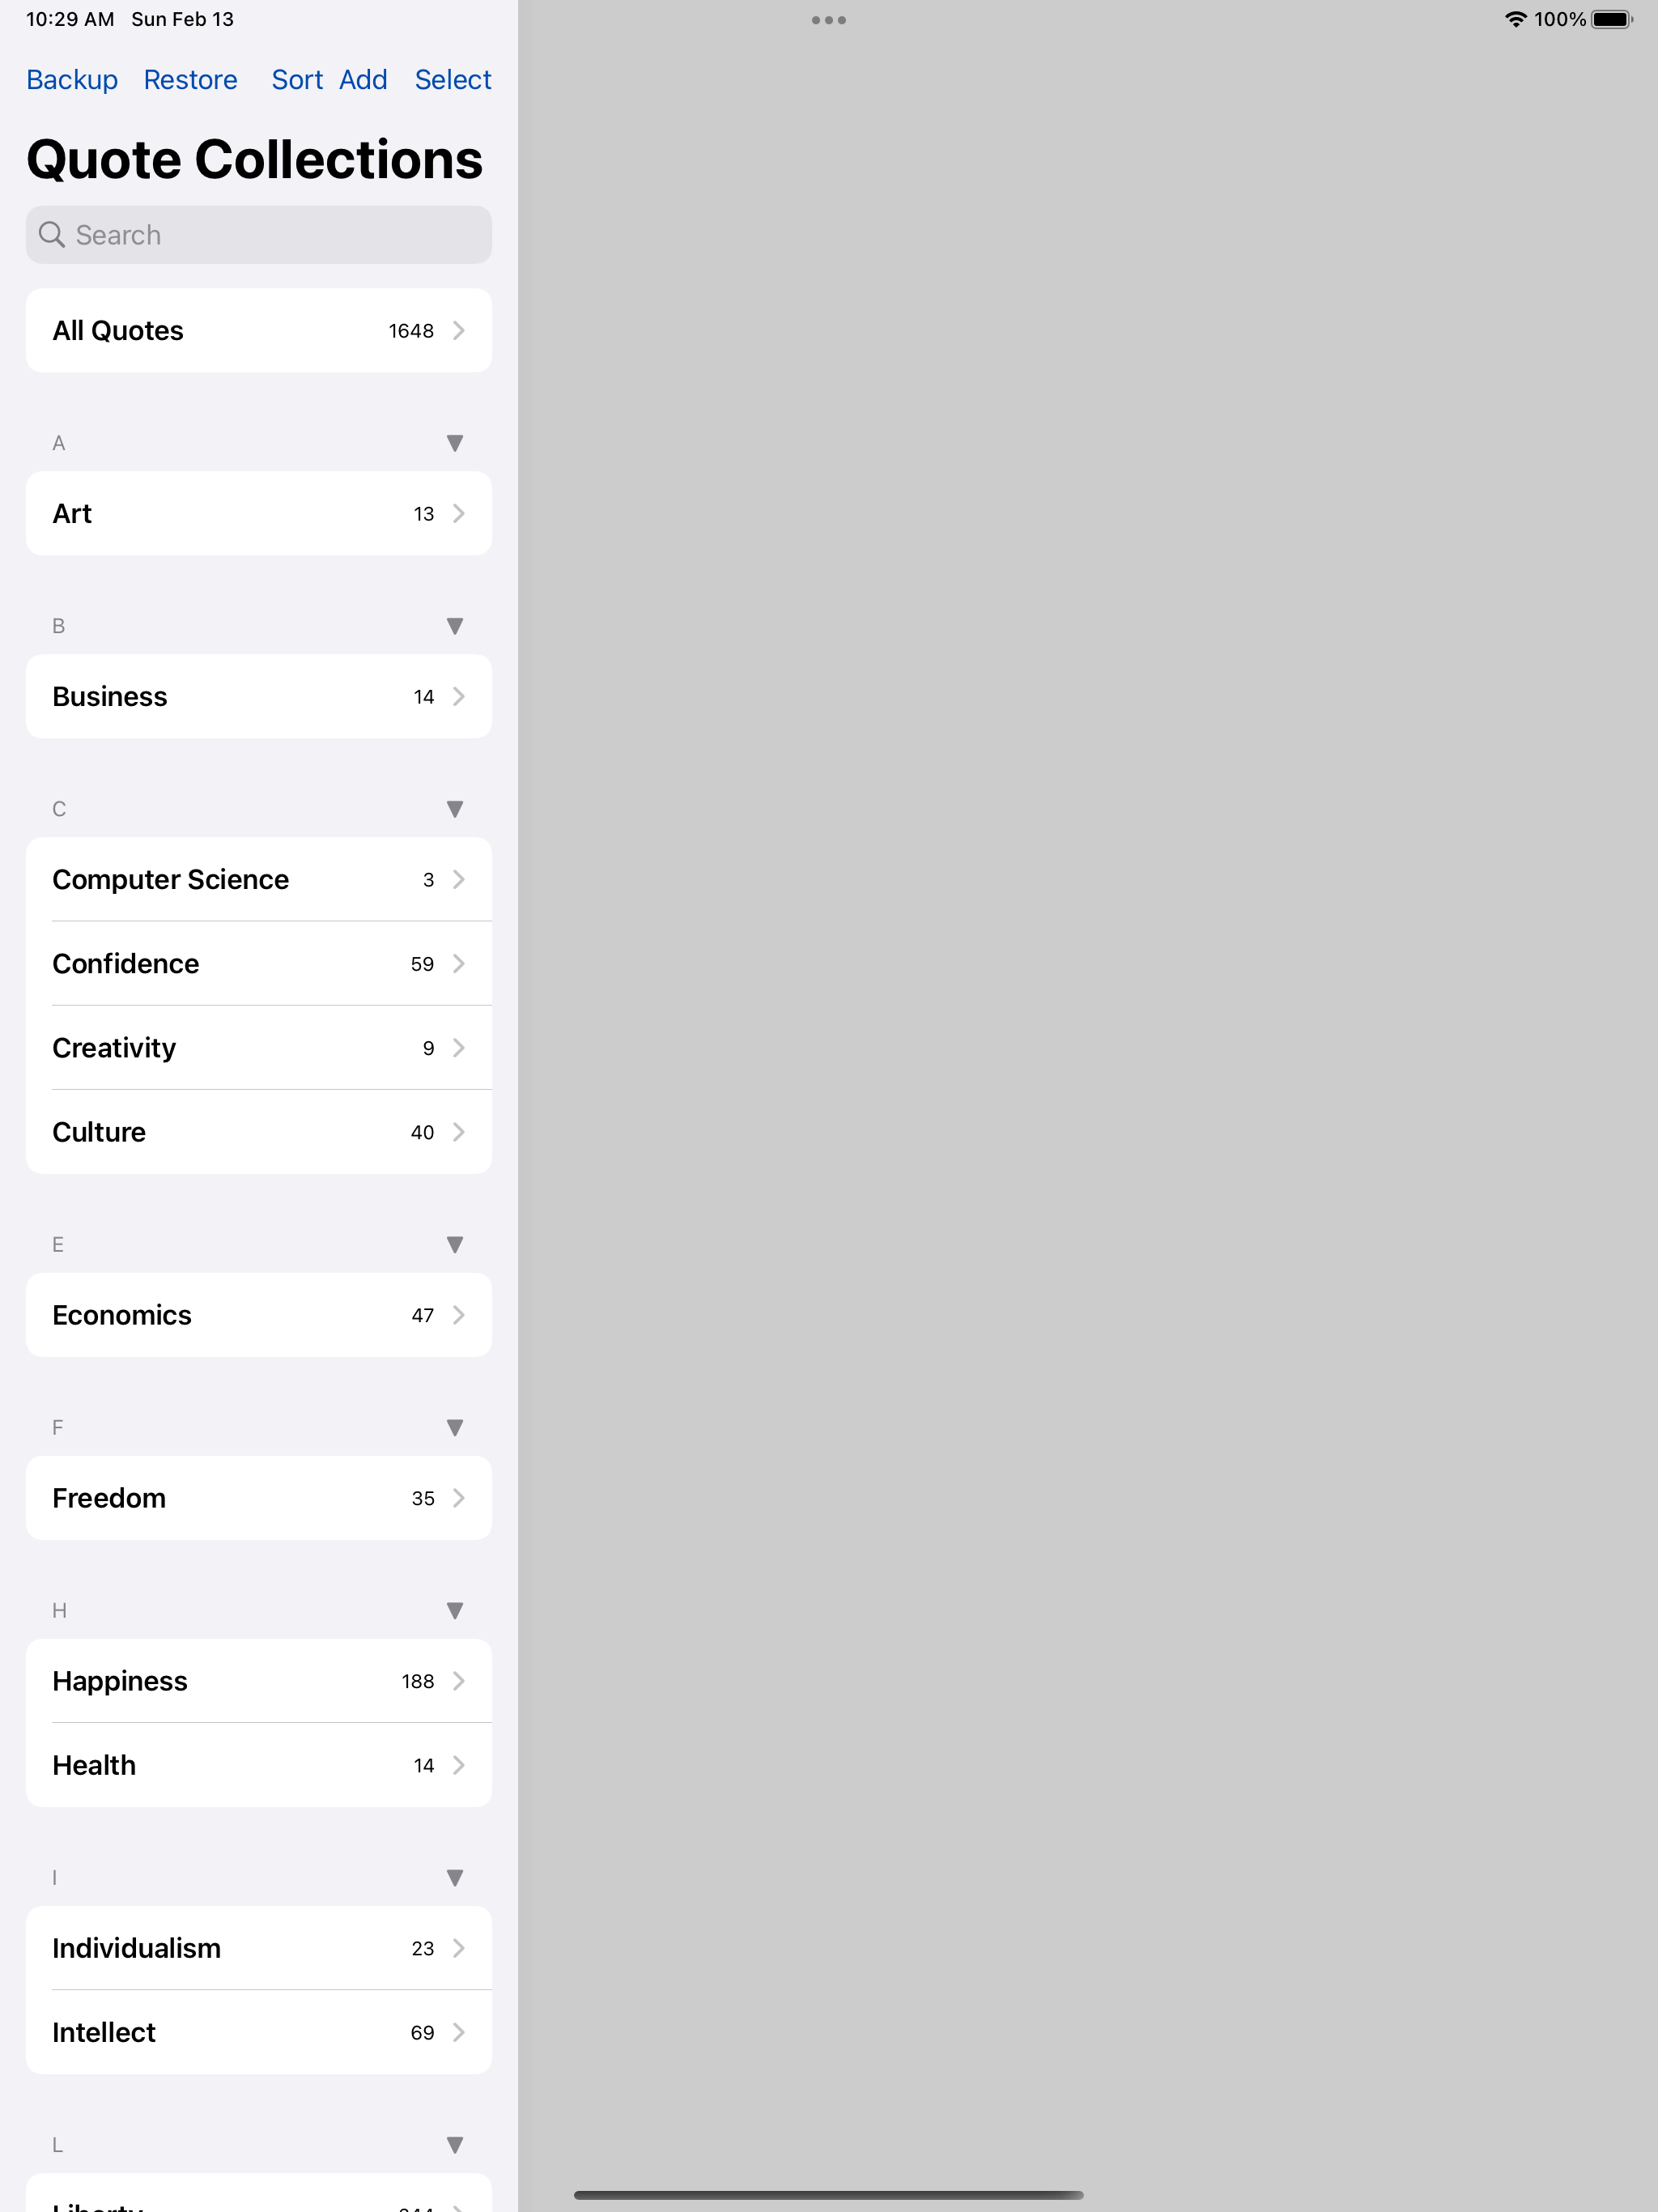 10:29 AM Sun Feb 13 100%
Backup Restore Sort Add Select
Quote Collections
Search
All Quotes 1648
A
Art 13
B
Business 14
C
Computer Science 3
Confidence 59
Creativity 9
Culture 40
E
Economics 47
F
Freedom 35
H
Happiness 188
Health 14
I
Individualism 23
Intellect 69
L
Liberty